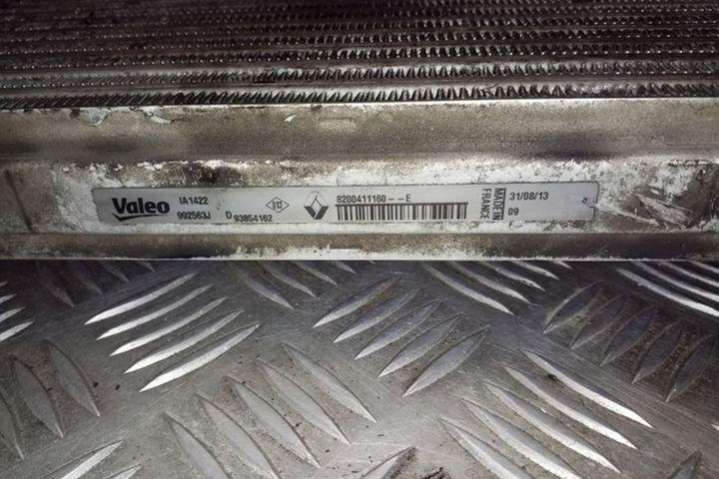 Valeo
IA1422
992563J D 93854162
8200411160--E
MADE IN
FRANCE
31/08/13
09
F